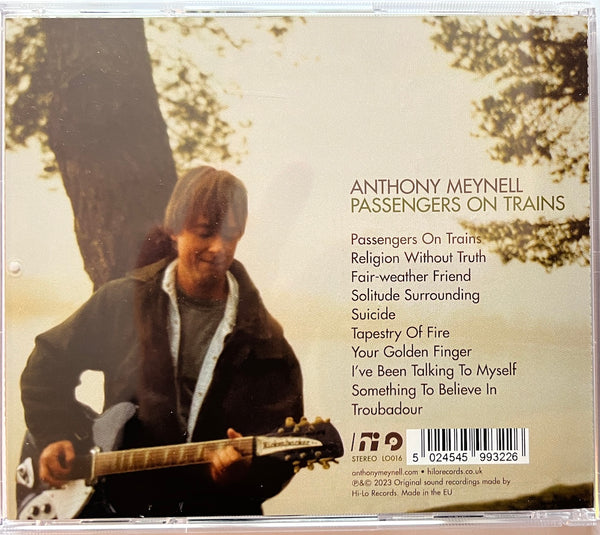 ANTHONY MEYNELL
PASSENGERS ON TRAINS
Passengers On Trains
Religion Without Truth
Fair-weather Friend
Solitude Surrounding
Suicide
Tapestry Of Fire
Your Golden Finger
I've Been Talking To Myself
Something To Believe In
Troubadour
Rickenbacker
STEREO LO016
5 024545 993226
anthonymeynell.com • hilorecords.co.uk
℗&© 2023 Original sound recordings made by
Hi-Lo Records. Made in the EU